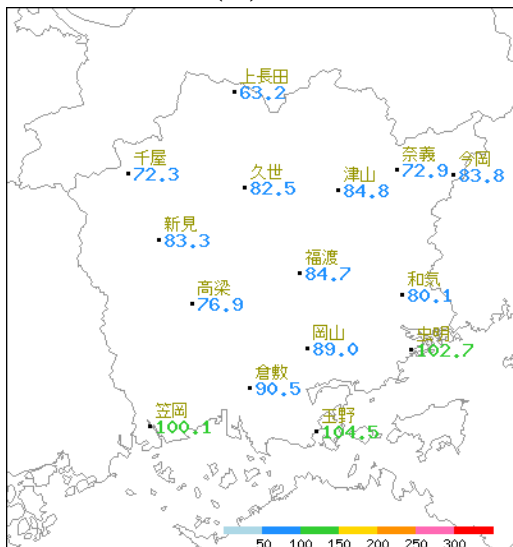 上長田
63.2
千屋
72.3
久世
82.5
津山
84.8
奈義
72.9
今岡
83.8
新見
83.3
福渡
84.7
高梁
76.9
和気
80.1
岡山
89.0
虫明
102.7
倉敷
90.5
笠岡
100.1
玉野
104.5
50 100 150 200 250 300